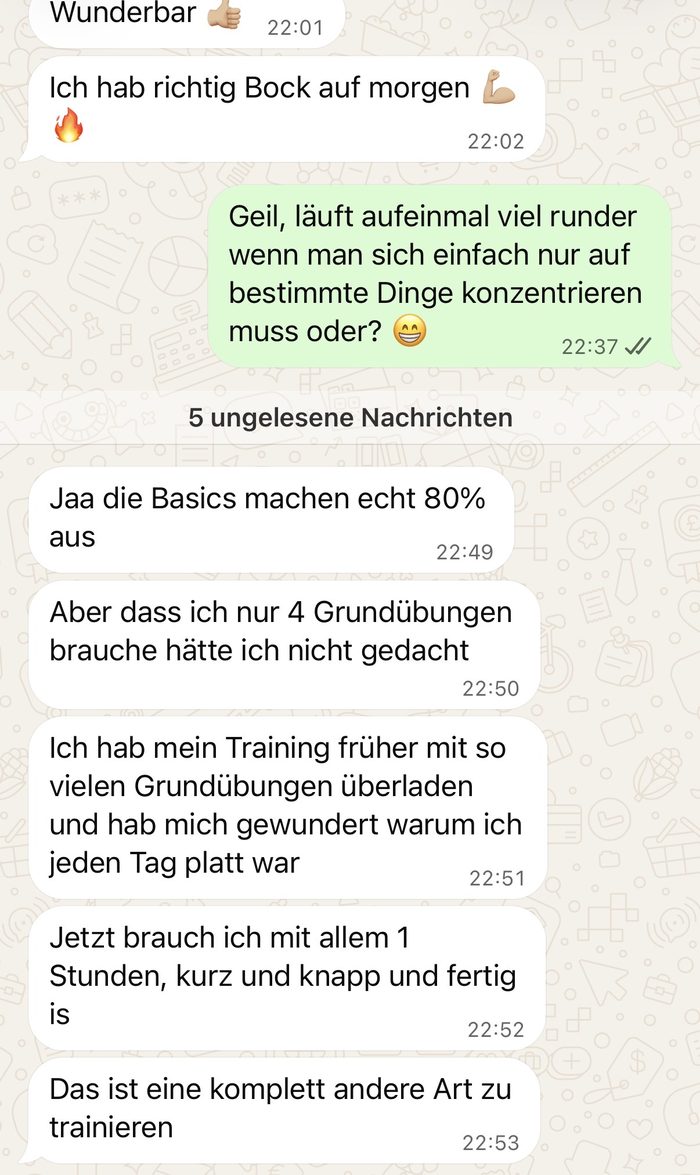 Wunderbar 👍🏼
22:01
Ich hab richtig Bock auf morgen 💪🏼
🔥
22:02
Geil, läuft aufeinmal viel runder
wenn man sich einfach nur auf
bestimmte Dinge konzentrieren
muss oder? 😁
22:37
5 ungelesene Nachrichten
Jaa die Basics machen echt 80%
aus
22:49
Aber dass ich nur 4 Grundübungen
brauche hätte ich nicht gedacht
22:50
Ich hab mein Training früher mit so
vielen Grundübungen überladen
und hab mich gewundert warum ich
jeden Tag platt war
22:51
Jetzt brauch ich mit allem 1
Stunden, kurz und knapp und fertig
is
22:52
Das ist eine komplett andere Art zu
trainieren
22:53